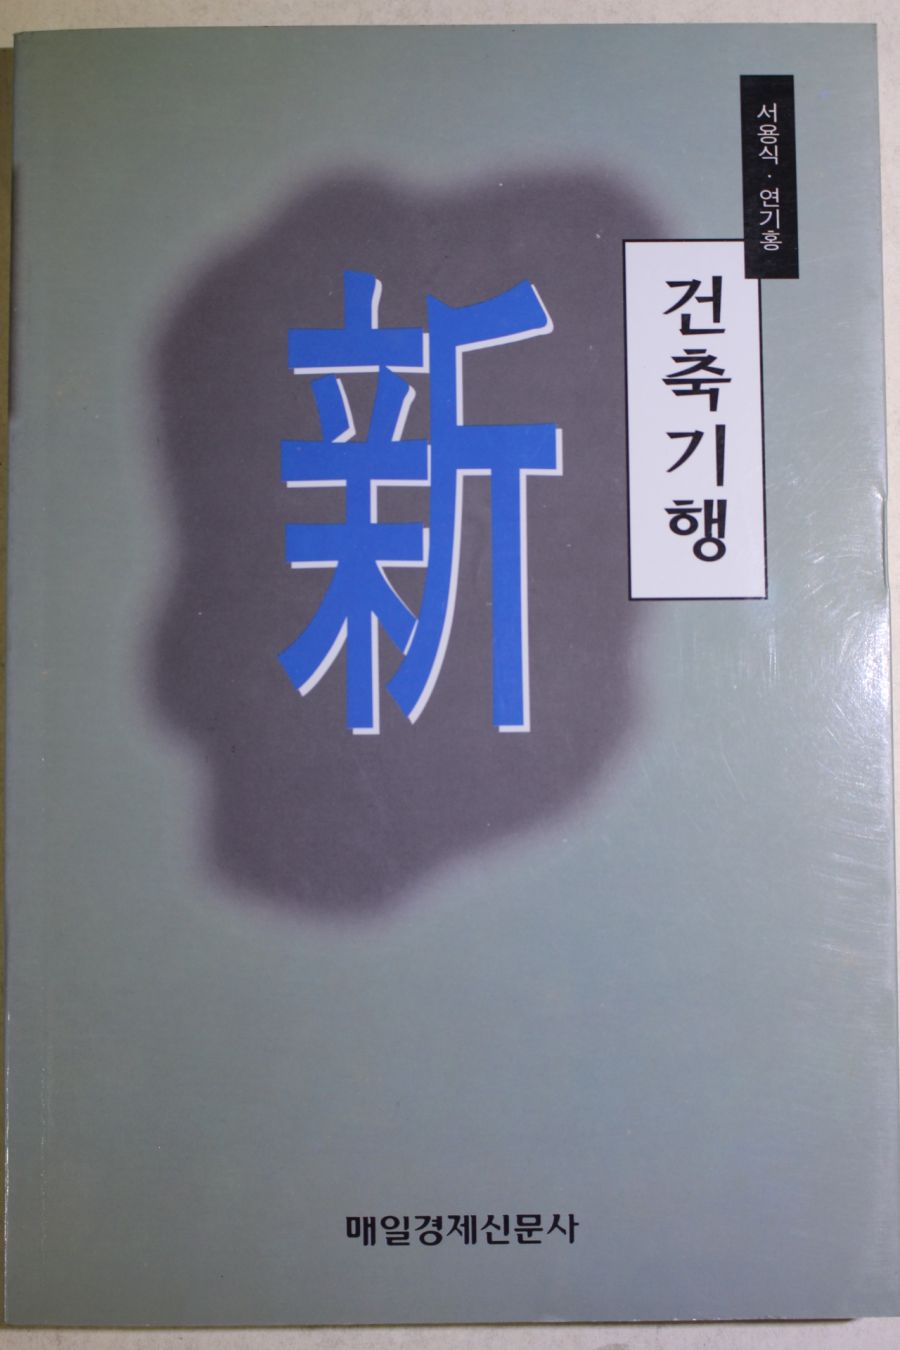 서용식 · 연기홍
新
건축기행
매일경제신문사